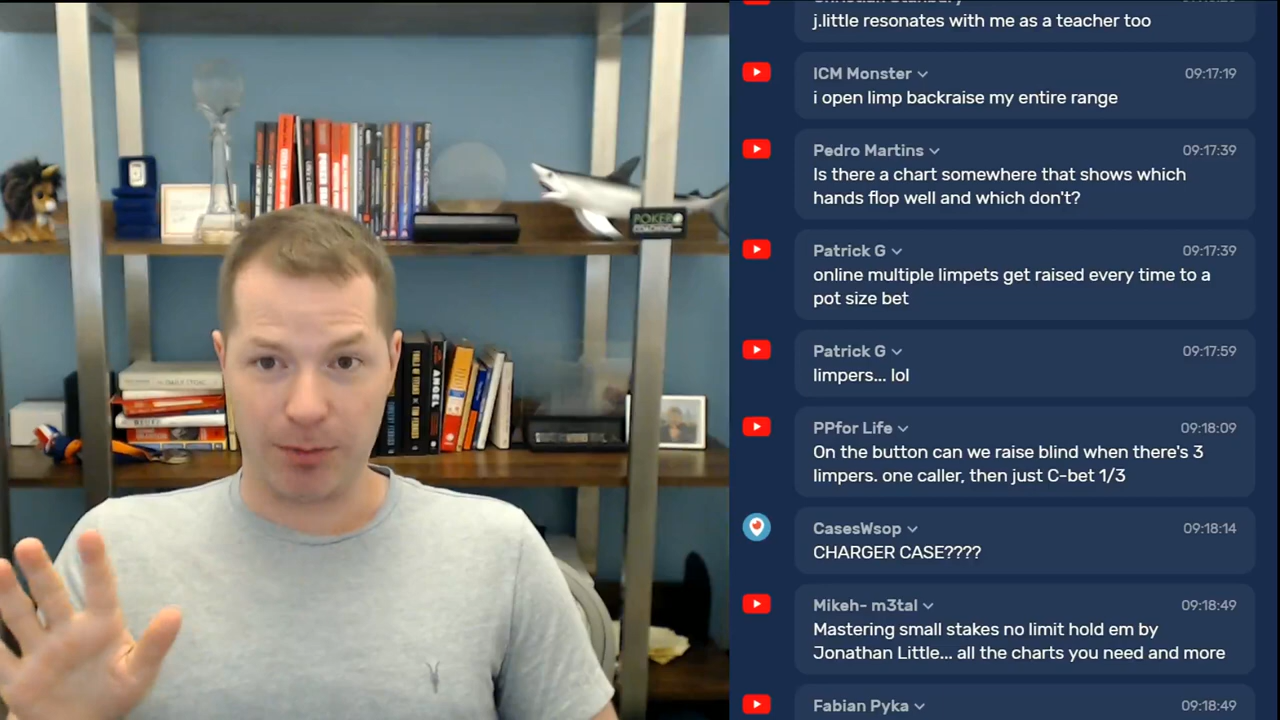 j.little resonates with me as a teacher too
ICM Monster
09:17:19
i open limp backraise my entire range
Pedro Martins
09:17:39
Is there a chart somewhere that shows which
hands flop well and which don't?
Patrick G
09:17:39
online multiple limpets get raised every time to a
pot size bet
Patrick G
09:17:59
limpers... lol
PPfor Life
09:18:09
On the button can we raise blind when there's 3
limpers. one caller, then just C-bet 1/3
CasesWsop
09:18:14
CHARGER CASE????
Mikeh- m3tal
09:18:49
Mastering small stakes no limit hold em by
Jonathan Little... all the charts you need and more
Fabian Pyka
09:18:49
POKER
COACHING
ANGEL